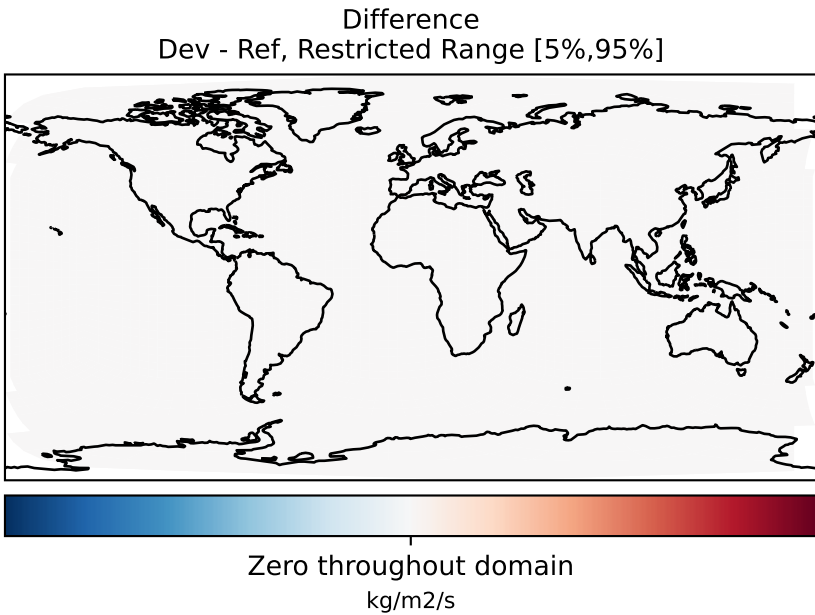 Difference
Dev - Ref, Restricted Range [5%,95%]
Zero throughout domain
kg/m2/s